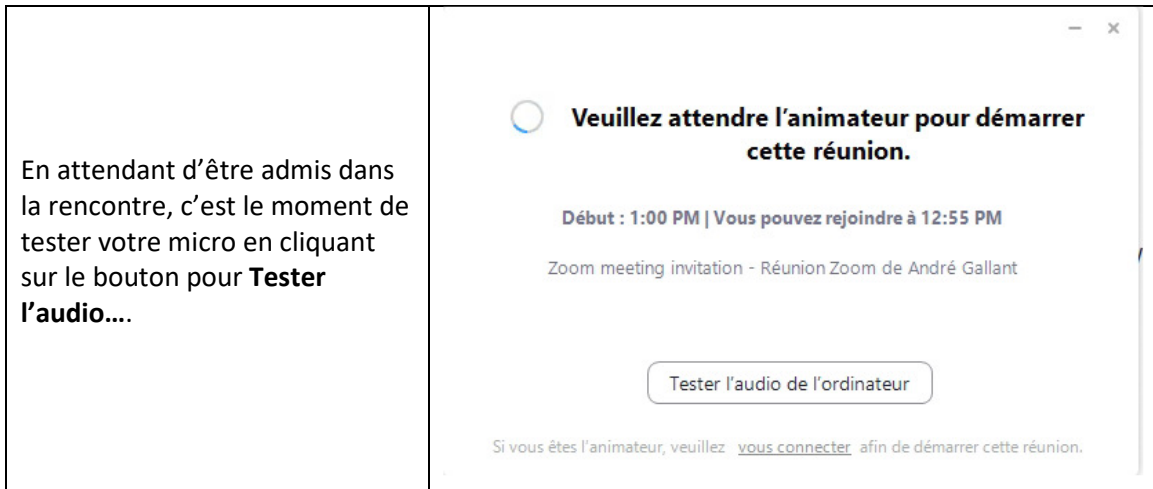 En attendant d’être admis dans
la rencontre, c’est le moment de
tester votre micro en cliquant
sur le bouton pour Tester
l’audio….
Veuillez attendre l’animateur pour démarrer
cette réunion.
Début : 1:00 PM | Vous pouvez rejoindre à 12:55 PM
Zoom meeting invitation - Réunion Zoom de André Gallant
Tester l’audio de l’ordinateur
Si vous êtes l’animateur, veuillez vous connecter afin de démarrer cette réunion.